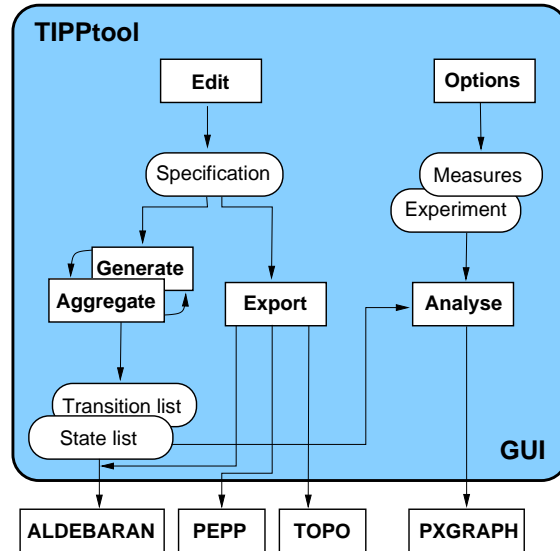 TIPPtool
Edit
Options
Specification
Measures
Experiment
Generate
Aggregate
Export
Analyse
Transition list
State list
GUI
ALDEBARAN
PEPP
TOPO
PXGRAPH